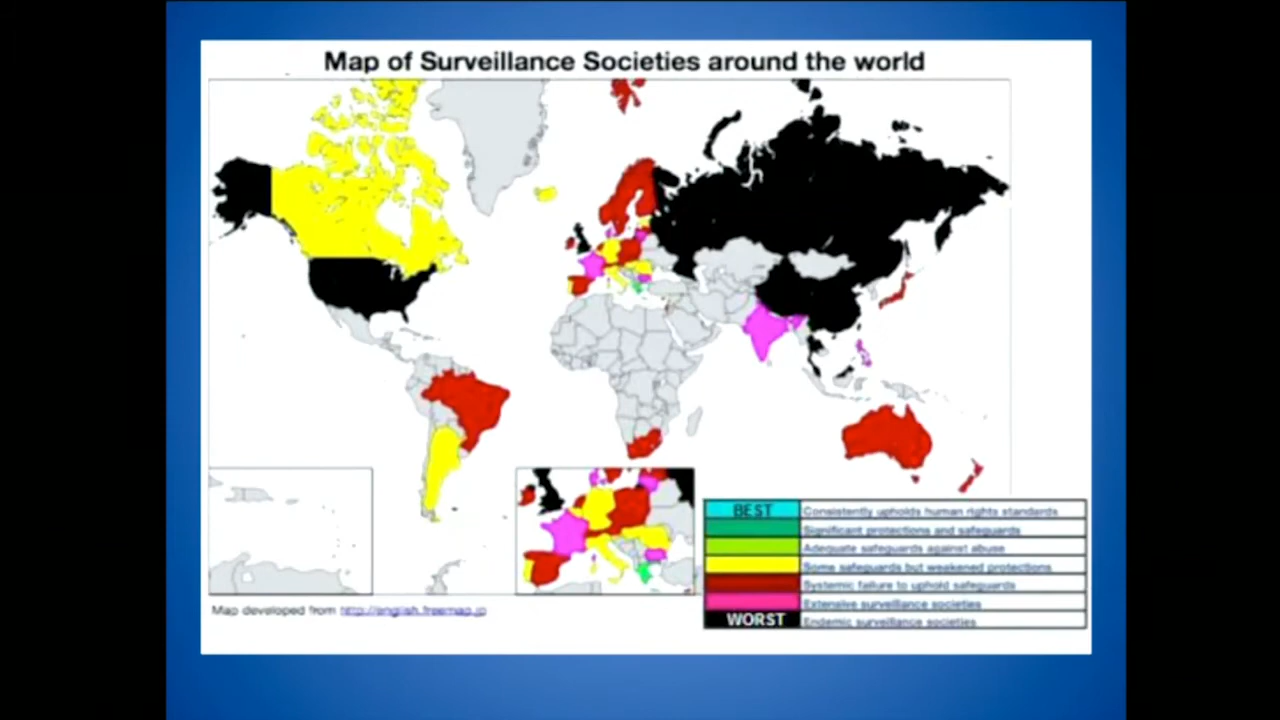 Map of Surveillance Societies around the world
BEST Consistently upholds human rights standards
Significant protections and safeguards
Adequate safeguards against abuse
Some safeguards but weakened protections
Systemic failure to uphold safeguards
Extensive surveillance societies
WORST Endemic surveillance societies
Map developed from http://english.freemap.jp